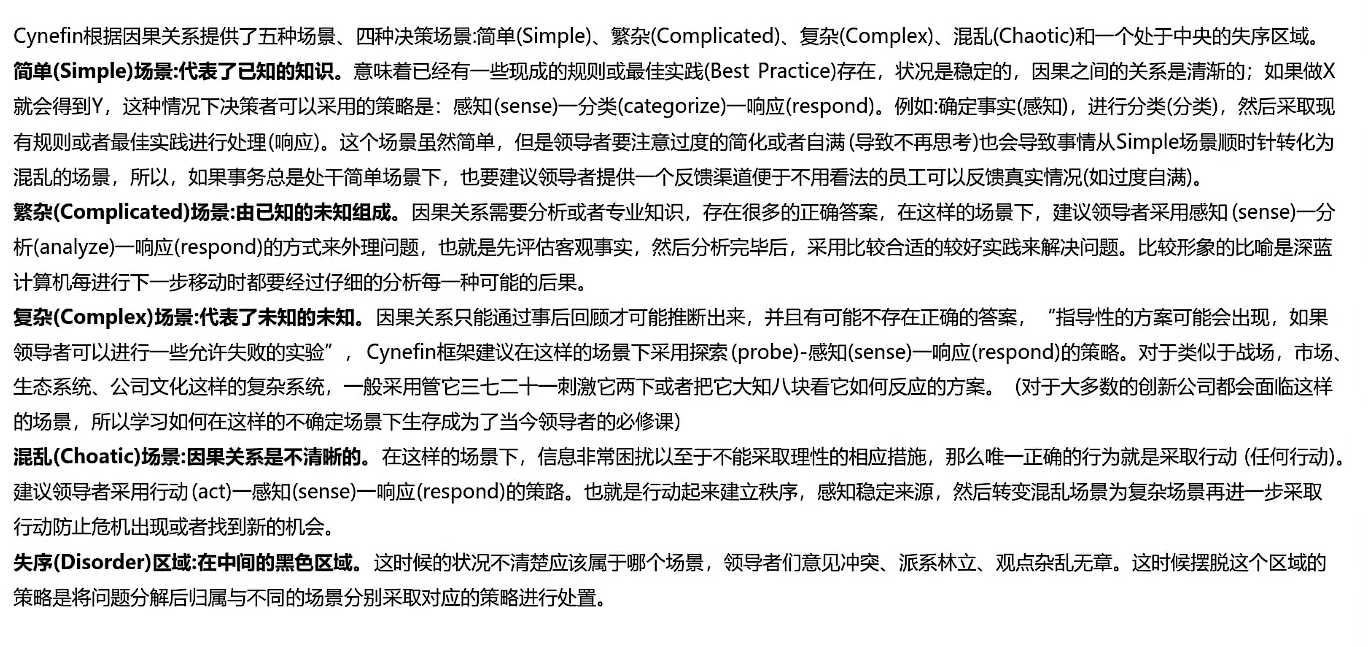 Cynefin根据因果关系提供了五种场景、四种决策场景:简单(Simple)、繁杂(Complicated)、复杂(Complex)、混乱(Chaotic)和一个处于中央的失序区域。
简单(Simple)场景:代表了已知的知识。意味着已经有一些现成的规则或最佳实践(Best Practice)存在，状况是稳定的，因果之间的关系是清渐的；如果做X
就会得到Y，这种情况下决策者可以采用的策略是：感知(sense)一分类(categorize)一响应(respond)。例如:确定事实(感知)，进行分类(分类)，然后采取现
有规则或者最佳实践进行处理(响应)。这个场景虽然简单，但是领导者要注意过度的简化或者自满(导致不再思考)也会导致事情从Simple场景顺时针转化为
混乱的场景，所以，如果事务总是处干简单场景下，也要建议领导者提供一个反馈渠道便于不用看法的员工可以反馈真实情况(如过度自满)。
繁杂(Complicated)场景:由已知的未知组成。因果关系需要分析或者专业知识，存在很多的正确答案，在这样的场景下，建议领导者采用感知(sense)一分
析(analyze)一响应(respond)的方式来外理问题，也就是先评估客观事实，然后分析完毕后，采用比较合适的较好实践来解决问题。比较形象的比喻是深蓝
计算机每进行下一步移动时都要经过仔细的分析每一种可能的后果。
复杂(Complex)场景:代表了未知的未知。因果关系只能通过事后回顾才可能推断出来，并且有可能不存在正确的答案，“指导性的方案可能会出现，如果
领导者可以进行一些允许失败的实验”，Cynefin框架建议在这样的场景下采用探索(probe)-感知(sense)一响应(respond)的策略。对于类似于战场，市场、
生态系统、公司文化这样的复杂系统，一般采用管它三七二十一刺激它两下或者把它大知八块看它如何反应的方案。（对于大多数的创新公司都会面临这样
的场景，所以学习如何在这样的不确定场景下生存成为了当今领导者的必修课）
混乱(Choatic)场景:因果关系是不清晰的。在这样的场景下，信息非常困扰以至于不能采取理性的相应措施，那么唯一正确的行为就是采取行动(任何行动)。
建议领导者采用行动(act)一感知(sense)一响应(respond)的策路。也就是行动起来建立秩序，感知稳定来源，然后转变混乱场景为复杂场景再进一步采取
行动防止危机出现或者找到新的机会。
失序(Disorder)区域:在中间的黑色区域。这时候的状况不清楚应该属于哪个场景，领导者们意见冲突、派系林立、观点杂乱无章。这时候摆脱这个区域的
策略是将问题分解后归属与不同的场景分别采取对应的策略进行处置。